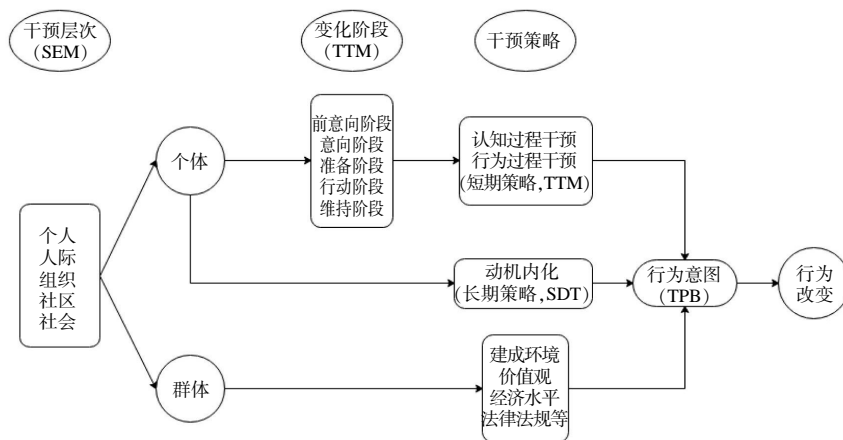 干预层次
(SEM)
变化阶段
(TTM)
干预策略
个人
人际
组织
社区
社会
个体
前意向阶段
意向阶段
准备阶段
行动阶段
维持阶段
认知过程干预
行为过程干预
(短期策略,TTM)
动机内化
(长期策略,SDT)
行为意图
(TPB)
行为
改变
群体
建成环境
价值观
经济水平
法律法规等